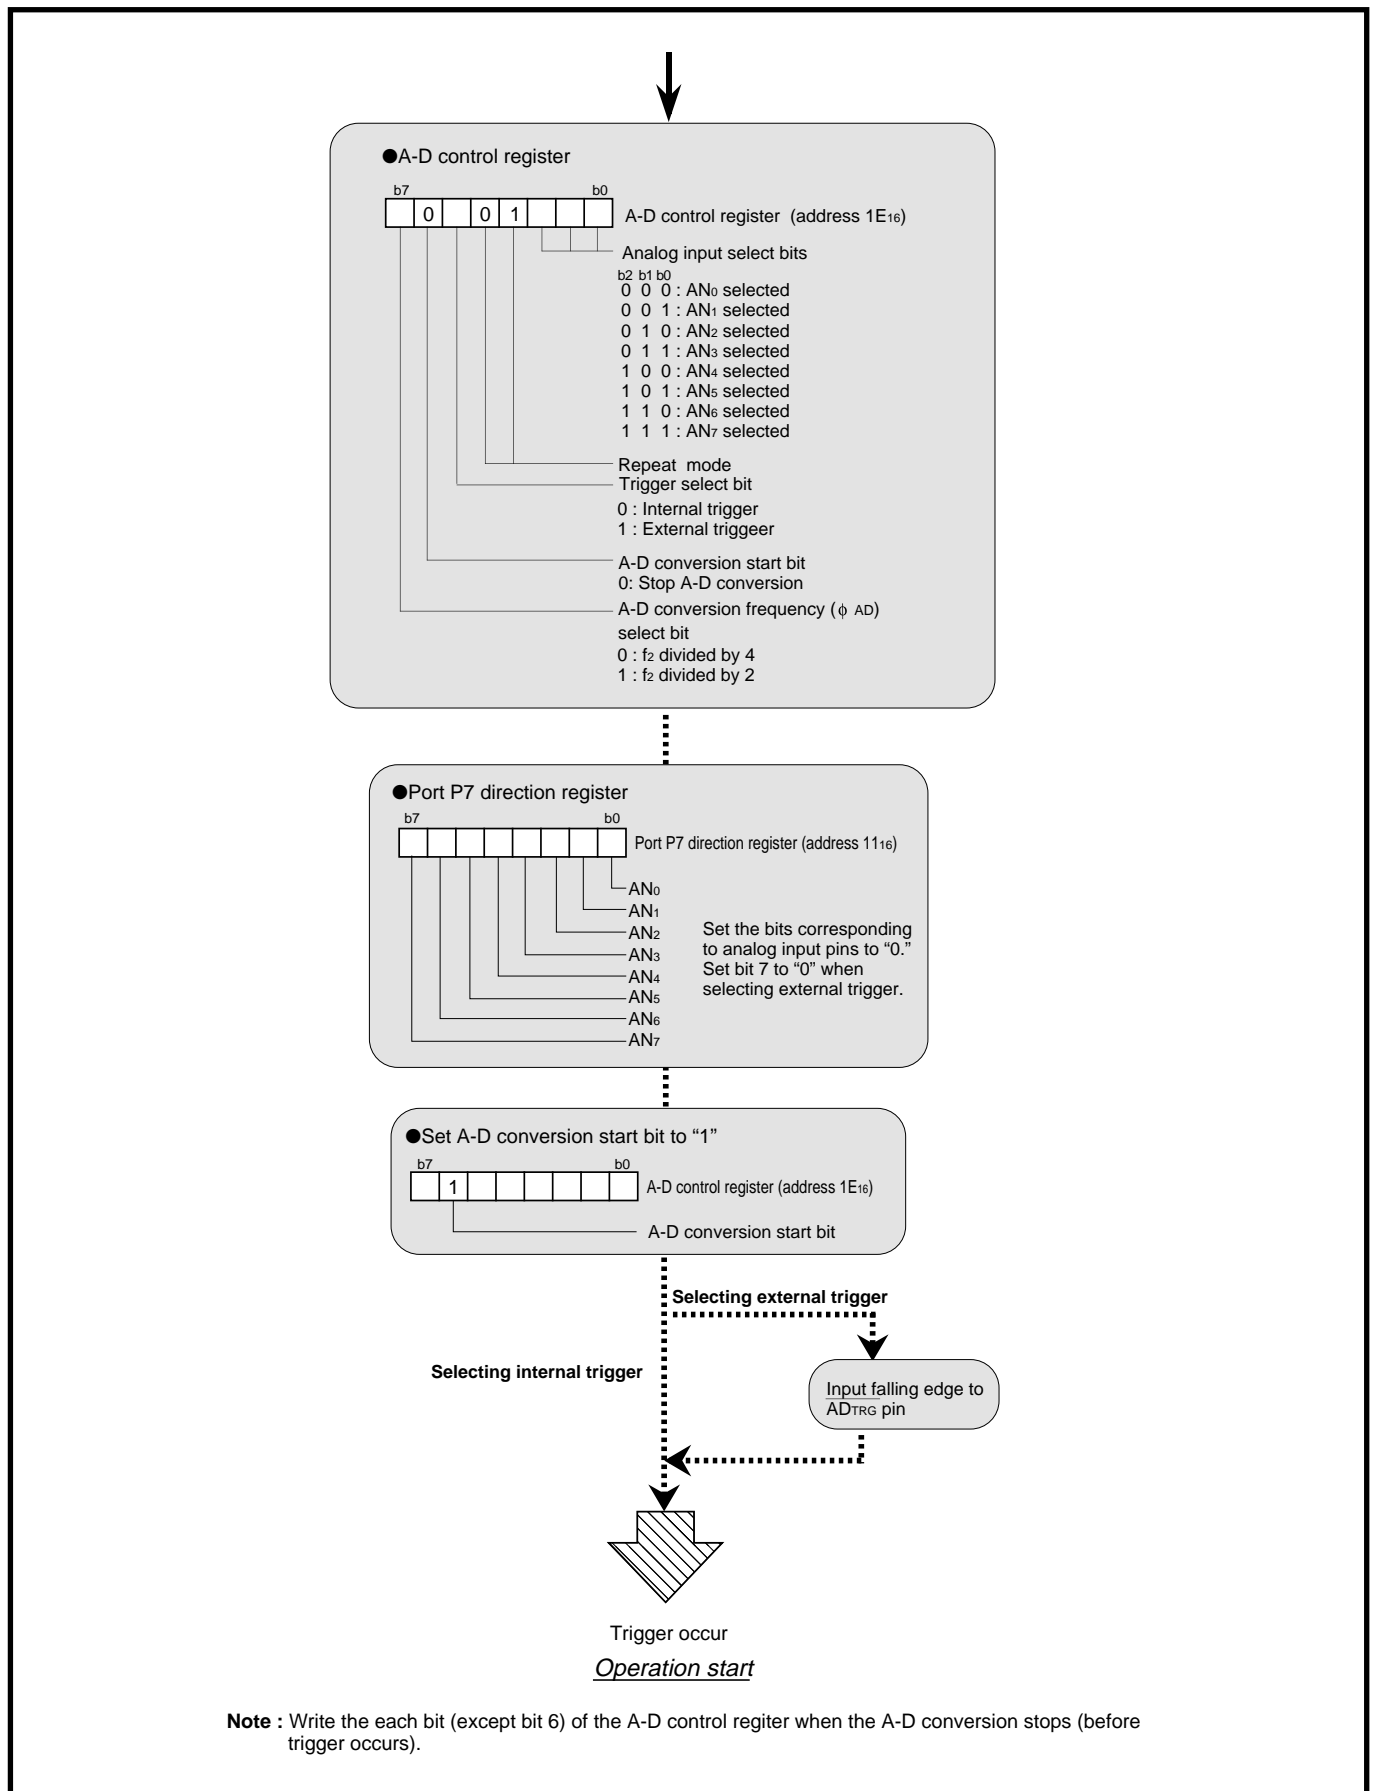 ●A-D control register
b7 b0
0 0 1 A-D control register (address 1E16)
Analog input select bits
b2 b1 b0
0 0 0 : AN0 selected
0 0 1 : AN1 selected
0 1 0 : AN2 selected
0 1 1 : AN3 selected
1 0 0 : AN4 selected
1 0 1 : AN5 selected
1 1 0 : AN6 selected
1 1 1 : AN7 selected
Repeat mode
Trigger select bit
0 : Internal trigger
1 : External triggeer
A-D conversion start bit
0: Stop A-D conversion
A-D conversion frequency (ϕ AD)
select bit
0 : f2 divided by 4
1 : f2 divided by 2
●Port P7 direction register
b7 b0
Port P7 direction register (address 1116)
AN0
AN1
AN2
AN3
AN4
AN5
AN6
AN7
Set the bits corresponding
to analog input pins to “0.”
Set bit 7 to “0” when
selecting external trigger.
●Set A-D conversion start bit to “1”
b7 b0
1 A-D control register (address 1E16)
A-D conversion start bit
Selecting external trigger
Selecting internal trigger
Input falling edge to
ADTRG pin
Trigger occur
Operation start
Note : Write the each bit (except bit 6) of the A-D control regiter when the A-D conversion stops (before
trigger occurs).